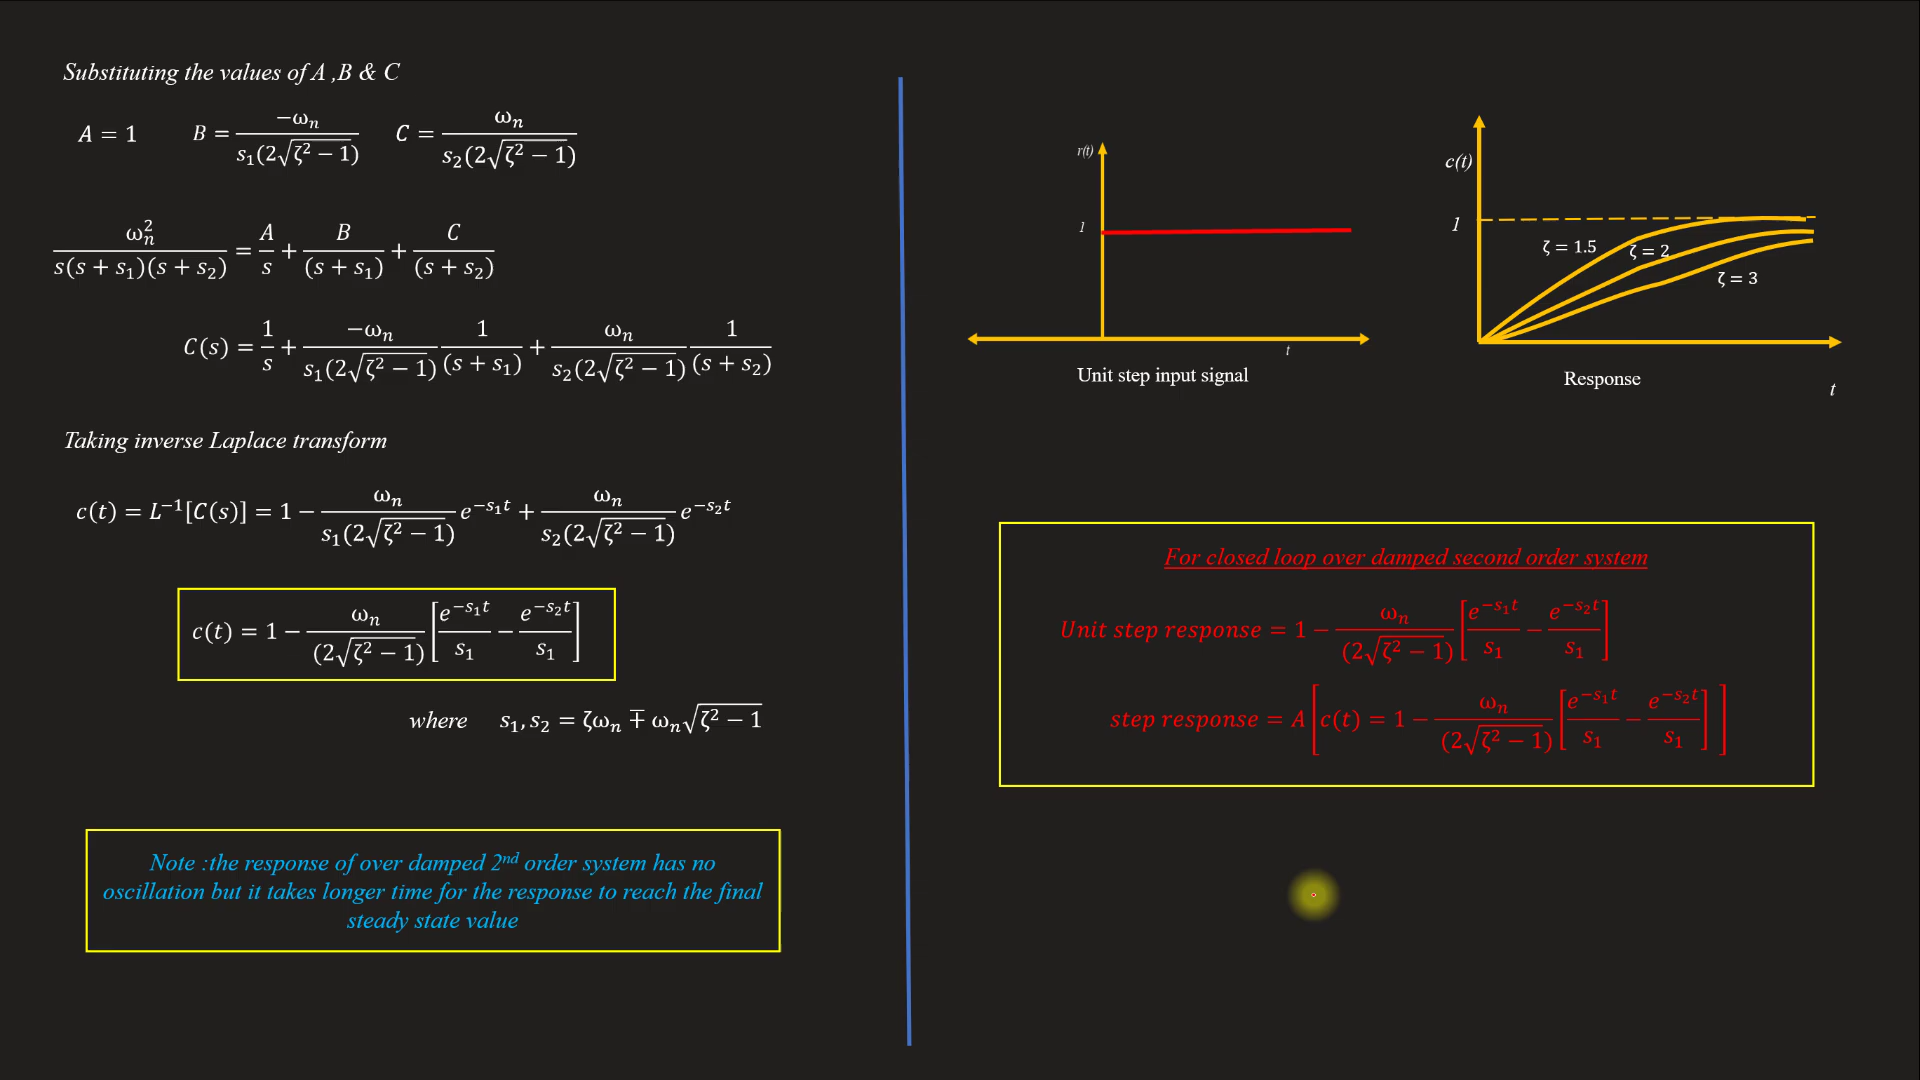 Substituting the values of A ,B & C
A = 1 B = −ωₙ / s₁(2√(ζ² − 1)) C = ωₙ / s₂(2√(ζ² − 1))
ωₙ² / s(s + s₁)(s + s₂) = A / s + B / (s + s₁) + C / (s + s₂)
C(s) = 1 / s + −ωₙ / s₁(2√(ζ² − 1)) 1 / (s + s₁) + ωₙ / s₂(2√(ζ² − 1)) 1 / (s + s₂)
Taking inverse Laplace transform
c(t) = L⁻¹[C(s)] = 1 − ωₙ / s₁(2√(ζ² − 1)) e^(−s₁t) + ωₙ / s₂(2√(ζ² − 1)) e^(−s₂t)
c(t) = 1 − ωₙ / (2√(ζ² − 1)) [e^(−s₁t) / s₁ − e^(−s₂t) / s₁]
where s₁, s₂ = ζωₙ ∓ ωₙ√(ζ² − 1)
Note :the response of over damped 2nd order system has no
oscillation but it takes longer time for the response to reach the final
steady state value
r(t)
1
t
Unit step input signal
c(t)
1
ζ = 1.5
ζ = 2
ζ = 3
Response
t
For closed loop over damped second order system
Unit step response = 1 − ωₙ / (2√(ζ² − 1)) [e^(−s₁t) / s₁ − e^(−s₂t) / s₁]
step response = A [c(t) = 1 − ωₙ / (2√(ζ² − 1)) [e^(−s₁t) / s₁ − e^(−s₂t) / s₁] ]